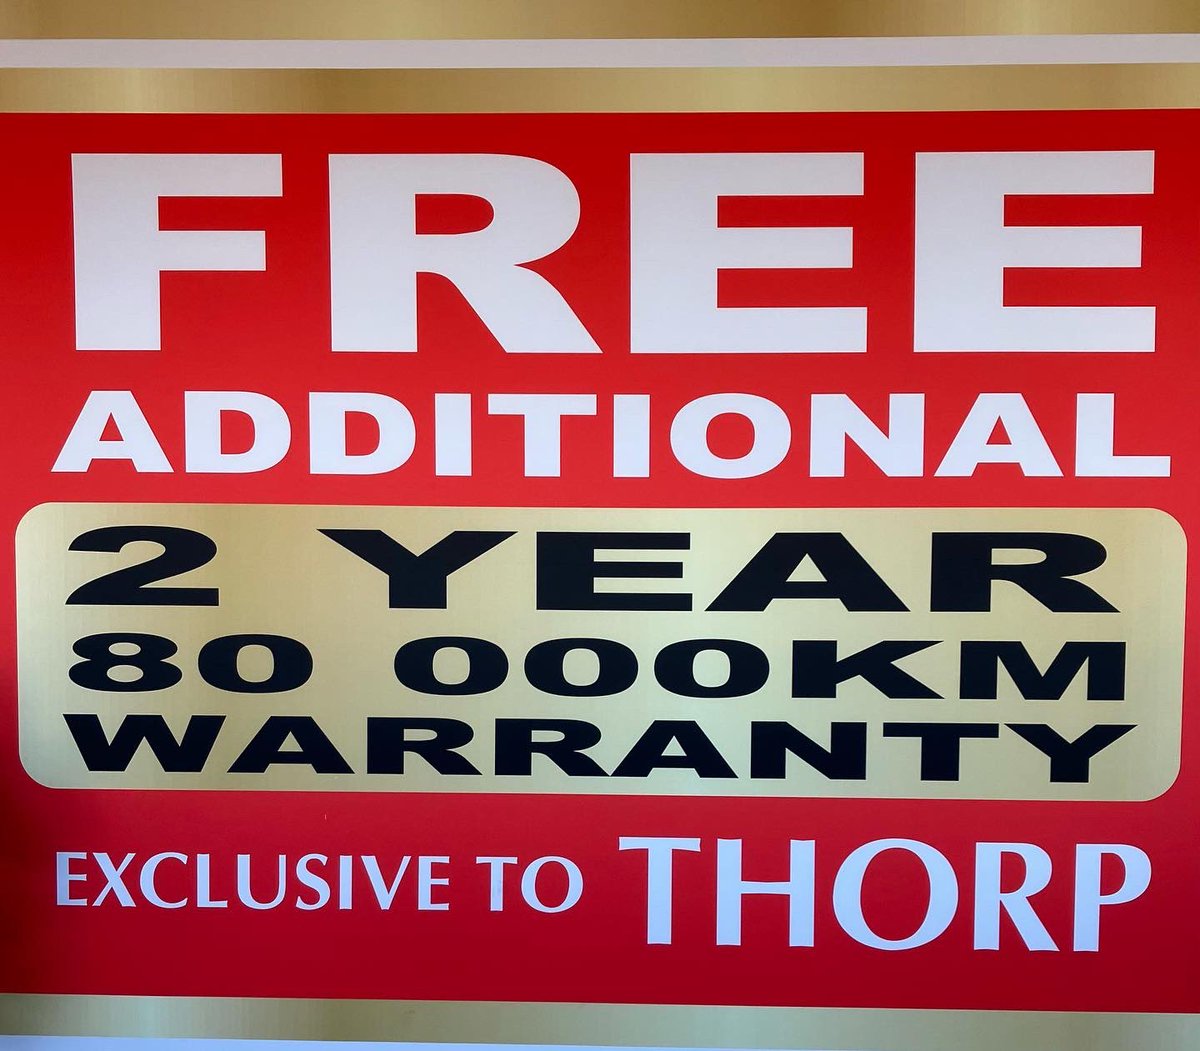 FREE
ADDITIONAL
2 YEAR
80 000KM
WARRANTY
EXCLUSIVE TO THORP